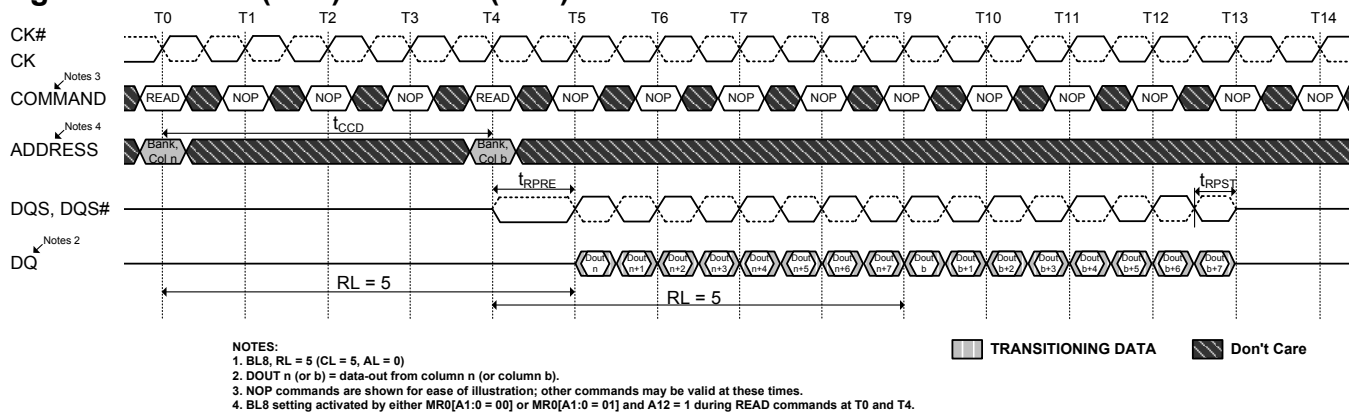 T0 T1 T2 T3 T4 T5 T6 T7 T8 T9 T10 T11 T12 T13 T14
CK#
CK
Notes 3
COMMAND READ NOP NOP NOP READ NOP NOP NOP NOP NOP NOP NOP NOP NOP NOP
tCCD
Notes 4
ADDRESS Bank, Col n Bank, Col b
tRPRE tRPST
DQS, DQS#
Notes 2
DQ Dout n Dout n+1 Dout n+2 Dout n+3 Dout n+4 Dout n+5 Dout n+6 Dout n+7 Dout b Dout b+1 Dout b+2 Dout b+3 Dout b+4 Dout b+5 Dout b+6 Dout b+7
RL = 5 RL = 5
NOTES:
1. BL8, RL = 5 (CL = 5, AL = 0)
2. DOUT n (or b) = data-out from column n (or column b).
3. NOP commands are shown for ease of illustration; other commands may be valid at these times.
4. BL8 setting activated by either MR0[A1:0 = 00] or MR0[A1:0 = 01] and A12 = 1 during READ commands at T0 and T4.
TRANSITIONING DATA Don't Care